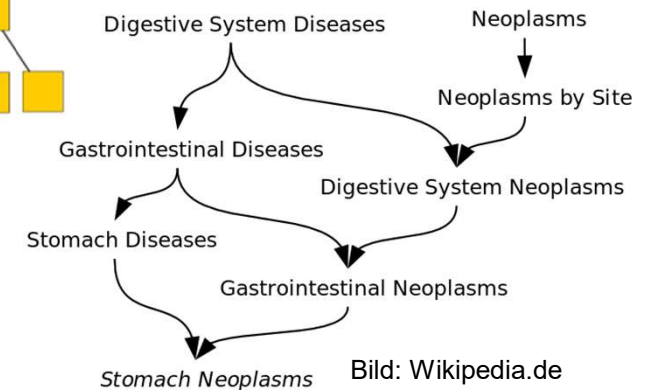 Digestive System Diseases
Neoplasms
Neoplasms by Site
Gastrointestinal Diseases
Digestive System Neoplasms
Stomach Diseases
Gastrointestinal Neoplasms
Stomach Neoplasms
Bild: Wikipedia.de